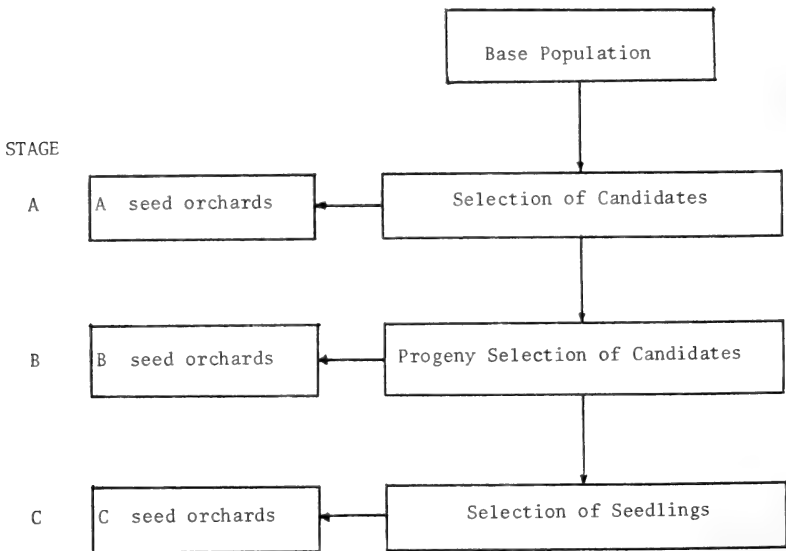 Base Population
STAGE
A
A seed orchards
Selection of Candidates
B
B seed orchards
Progeny Selection of Candidates
C
C seed orchards
Selection of Seedlings